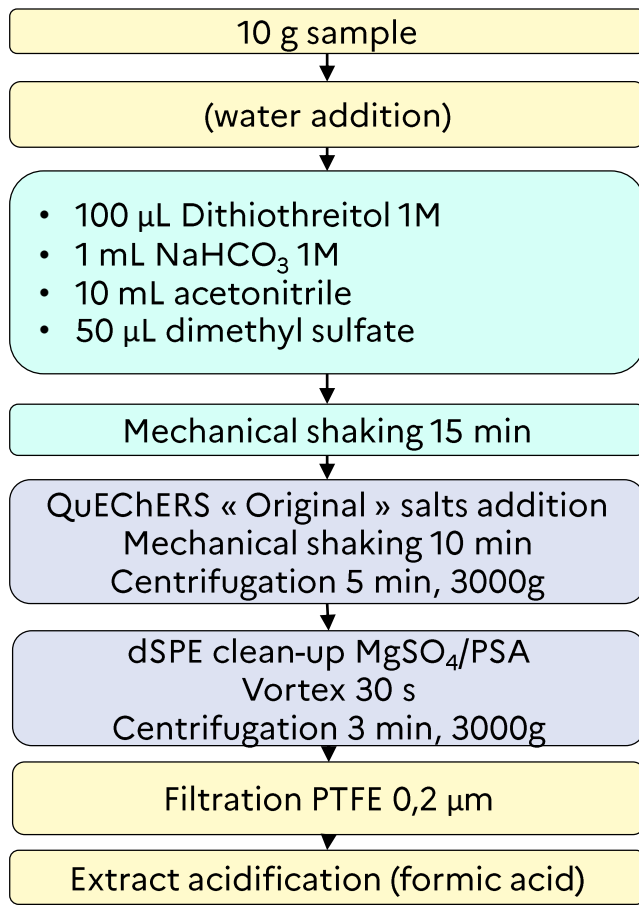 10 g sample
(water addition)
• 100 µL Dithiothreitol 1M
• 1 mL NaHCO₃ 1M
• 10 mL acetonitrile
• 50 µL dimethyl sulfate
Mechanical shaking 15 min
QuEChERS « Original » salts addition
Mechanical shaking 10 min
Centrifugation 5 min, 3000g
dSPE clean-up MgSO₄/PSA
Vortex 30 s
Centrifugation 3 min, 3000g
Filtration PTFE 0,2 µm
Extract acidification (formic acid)